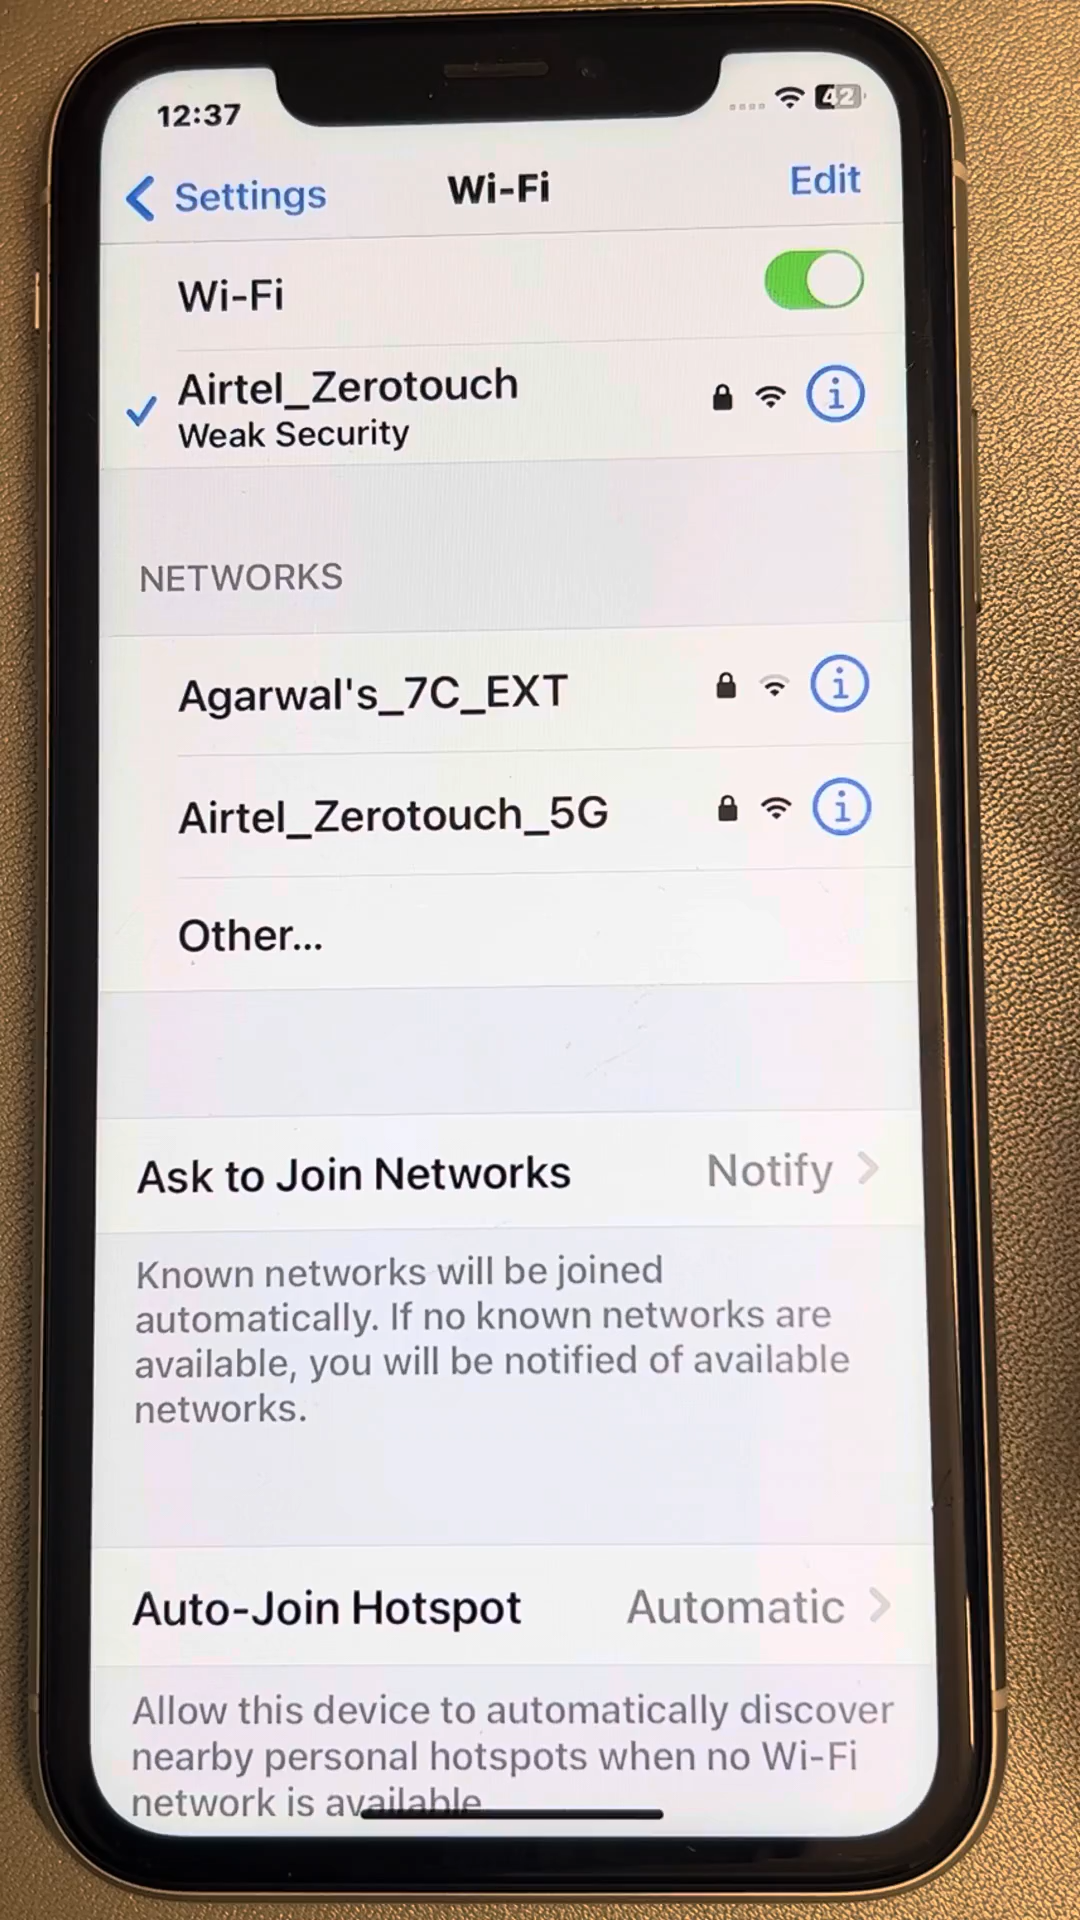 12:37
42
Settings
Wi-Fi
Edit
Wi-Fi
Airtel_Zerotouch
Weak Security
NETWORKS
Agarwal's_7C_EXT
Airtel_Zerotouch_5G
Other...
Ask to Join Networks
Notify
Known networks will be joined
automatically. If no known networks are
available, you will be notified of available
networks.
Auto-Join Hotspot
Automatic
Allow this device to automatically discover
nearby personal hotspots when no Wi-Fi
network is available